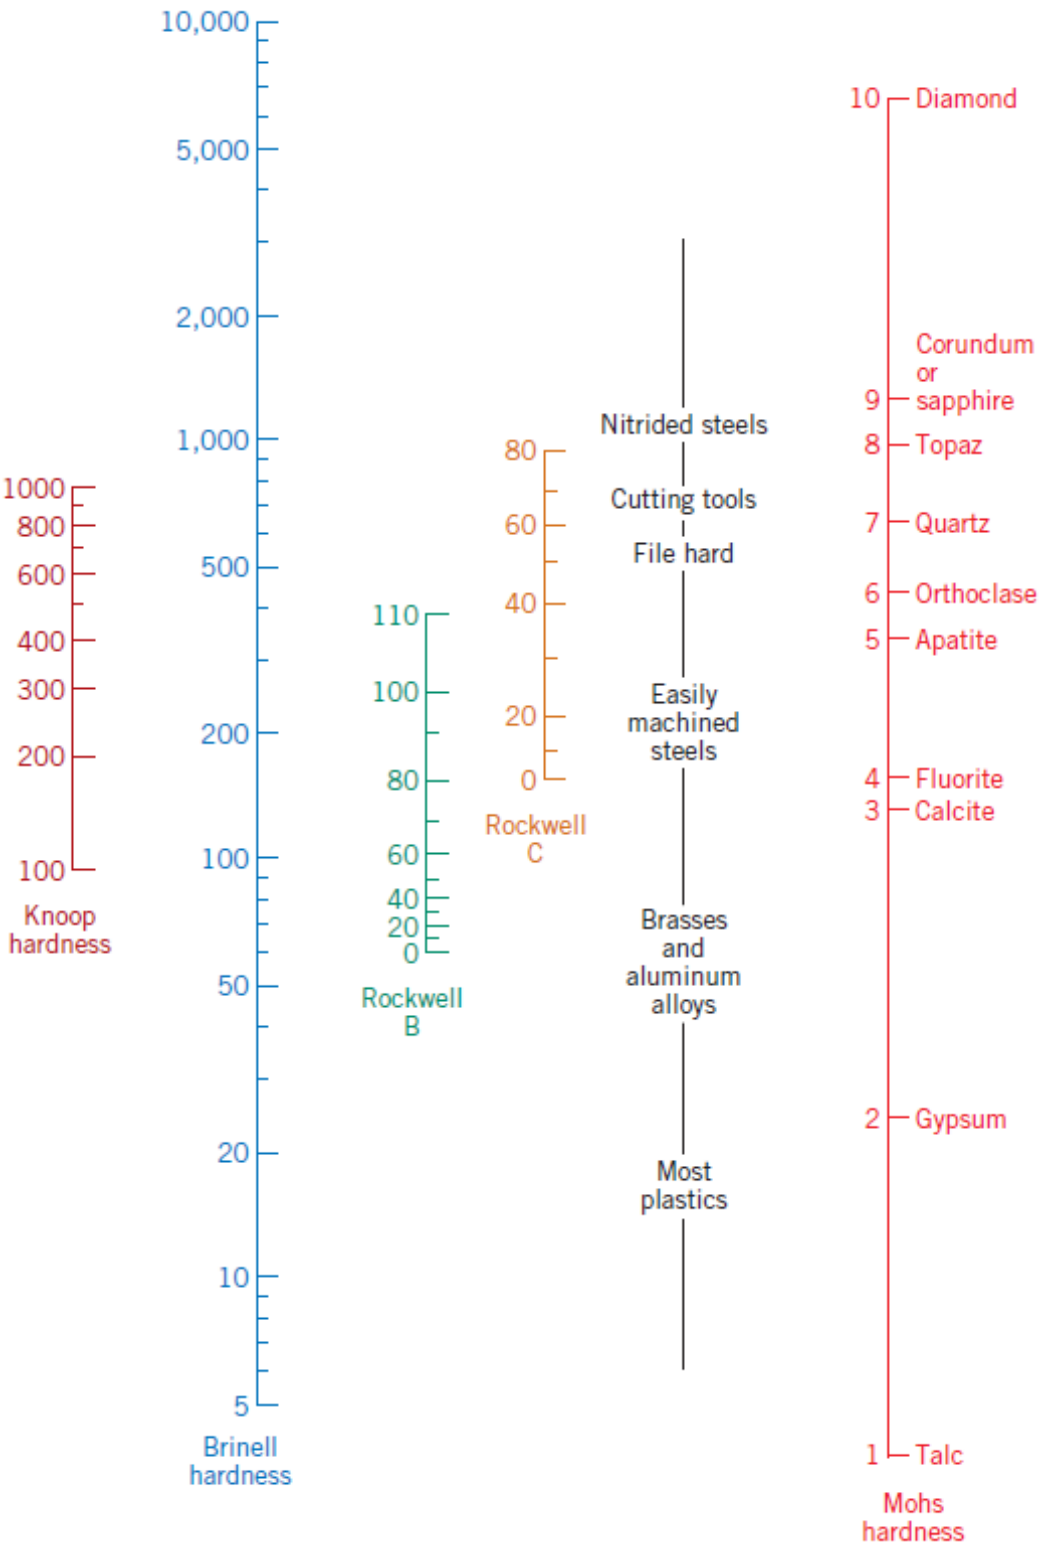 10,000
5,000
2,000
1,000
500
200
100
50
20
10
5
Brinell
hardness
1000
800
600
400
300
200
100
Knoop
hardness
110
100
80
60
40
20
0
Rockwell
B
80
60
40
20
0
Rockwell
C
Nitrided steels
Cutting tools
File hard
Easily
machined
steels
Brasses
and
aluminum
alloys
Most
plastics
10 Diamond
Corundum
or
9 sapphire
8 Topaz
7 Quartz
6 Orthoclase
5 Apatite
4 Fluorite
3 Calcite
2 Gypsum
1 Talc
Mohs
hardness